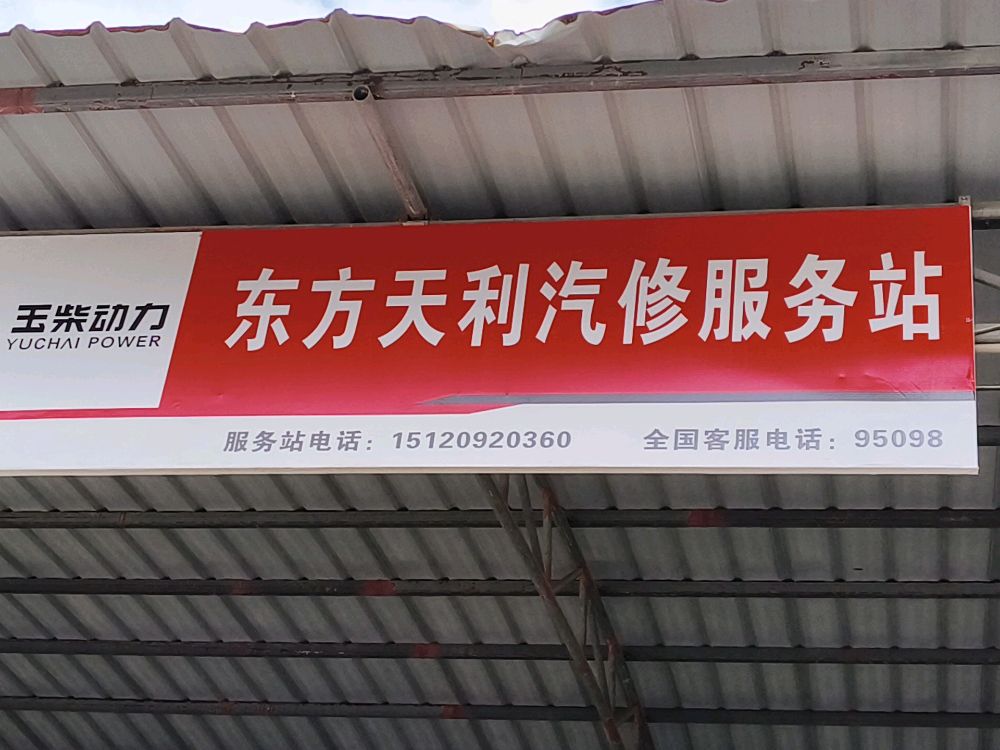 玉柴动力
YUCHAI POWER
东方天利汽修服务站
服务站电话：15120920360
全国客服电话：95098